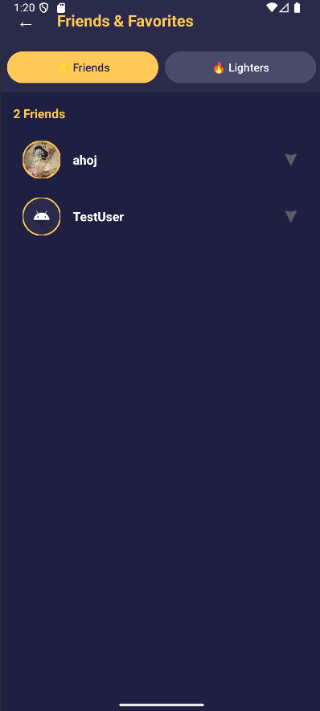 1:20
← Friends & Favorites
⭐ Friends
🔥 Lighters
2 Friends
ahoj
TestUser